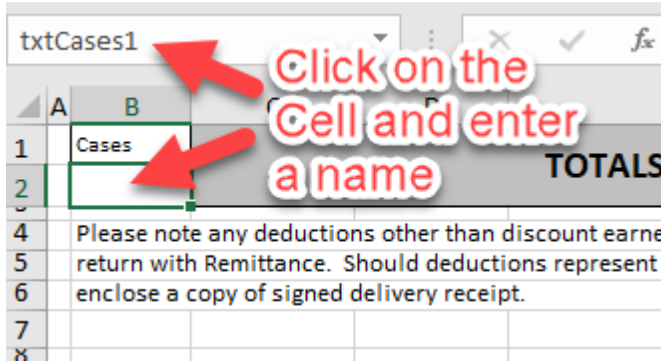 txtCases1 fx
Click on the
Cell and enter
a name
A B
1 Cases
TOTALS
2
4 Please note any deductions other than discount earne
5 return with Remittance. Should deductions represent
6 enclose a copy of signed delivery receipt.
7
8